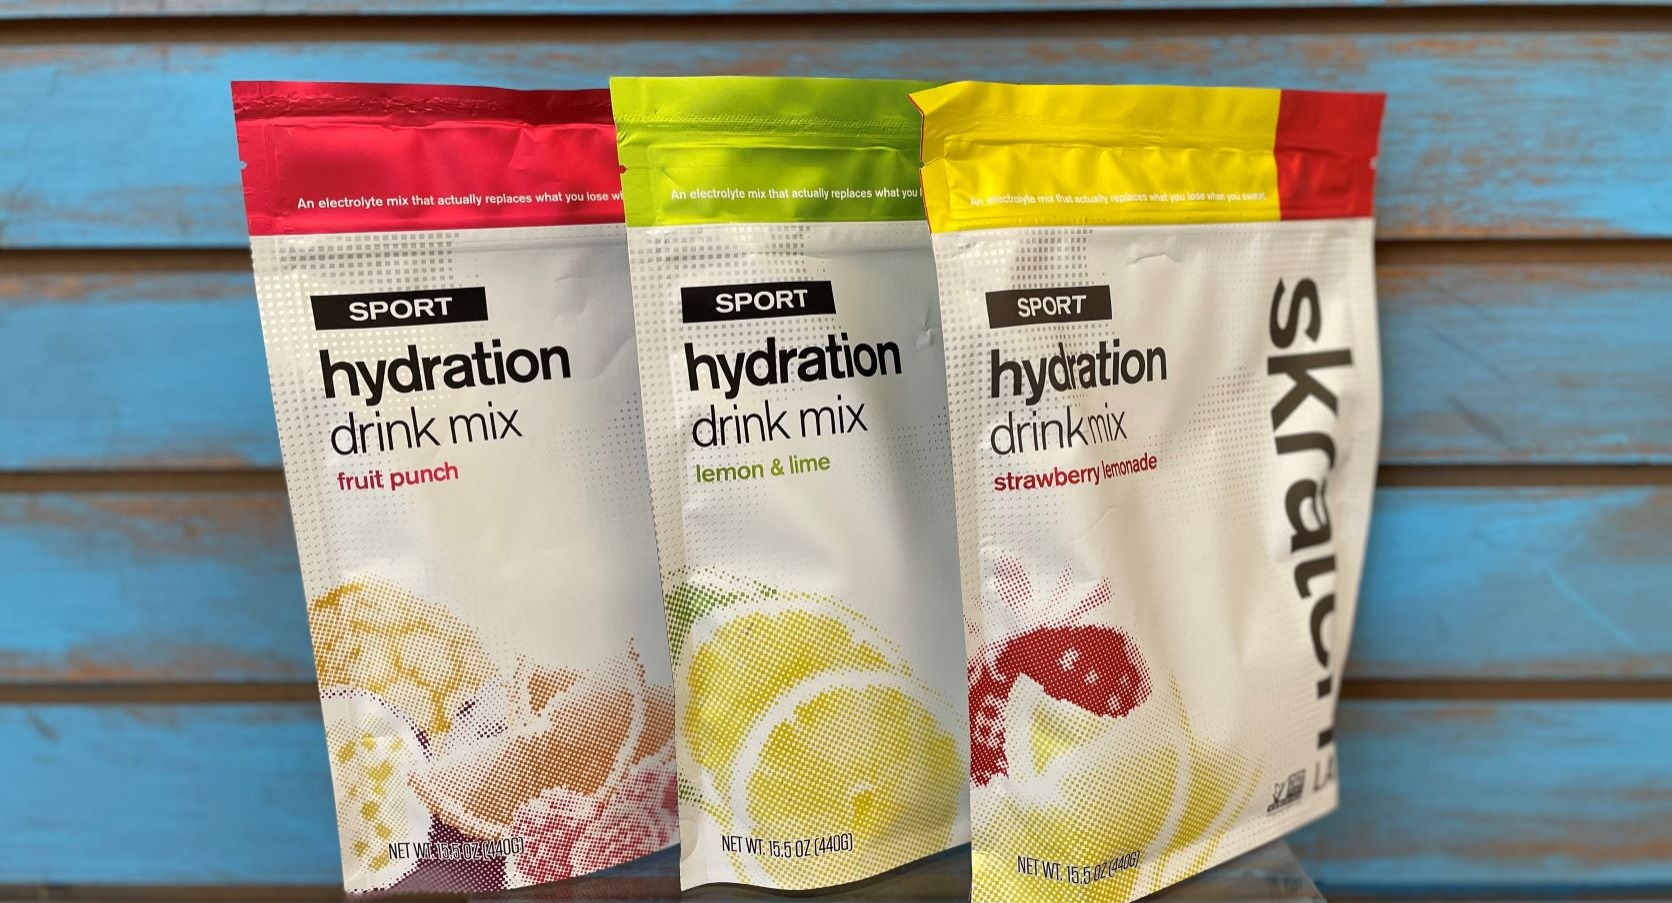 An electrolyte mix that actually replaces what you lose
SPORT
hydration
drink mix
fruit punch
NET WT. 15.5 OZ (440G)
An electrolyte mix that actually replaces what you
SPORT
hydration
drink mix
lemon & lime
NET WT. 15.5 OZ (440G)
An electrolyte mix that actually replaces what you lose when you sweat.
SPORT
hydration
drink mix
strawberry lemonade
NET WT. 15.5 OZ (440G)
skratch